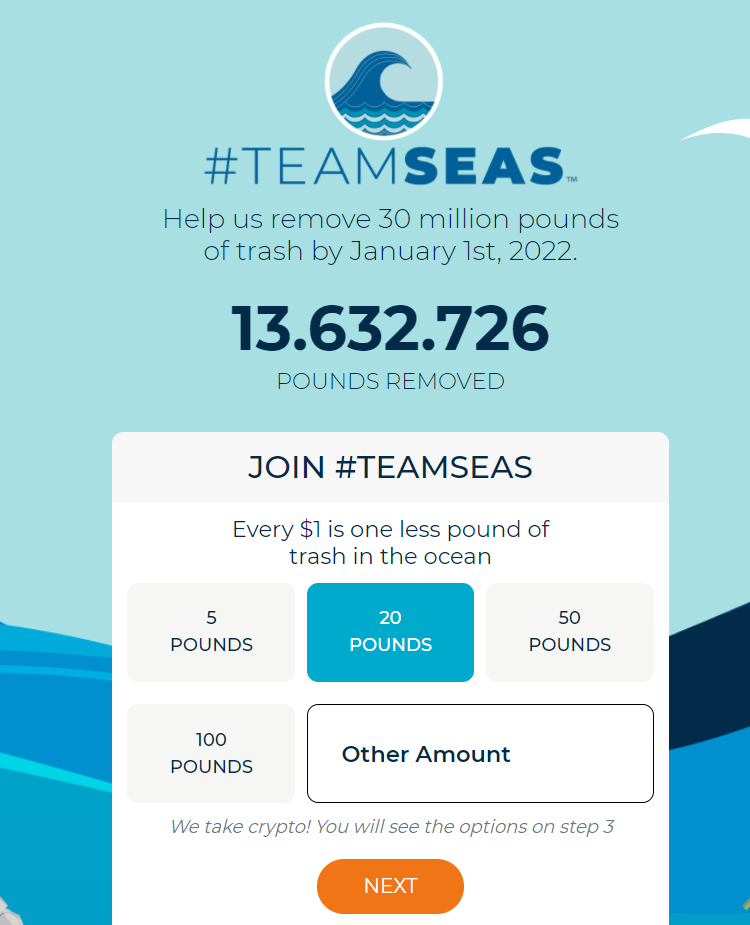 #TEAMSEAS™
Help us remove 30 million pounds
of trash by January 1st, 2022.
13.632.726
POUNDS REMOVED
JOIN #TEAMSEAS
Every $1 is one less pound of
trash in the ocean
5
POUNDS
20
POUNDS
50
POUNDS
100
POUNDS
Other Amount
We take crypto! You will see the options on step 3
NEXT